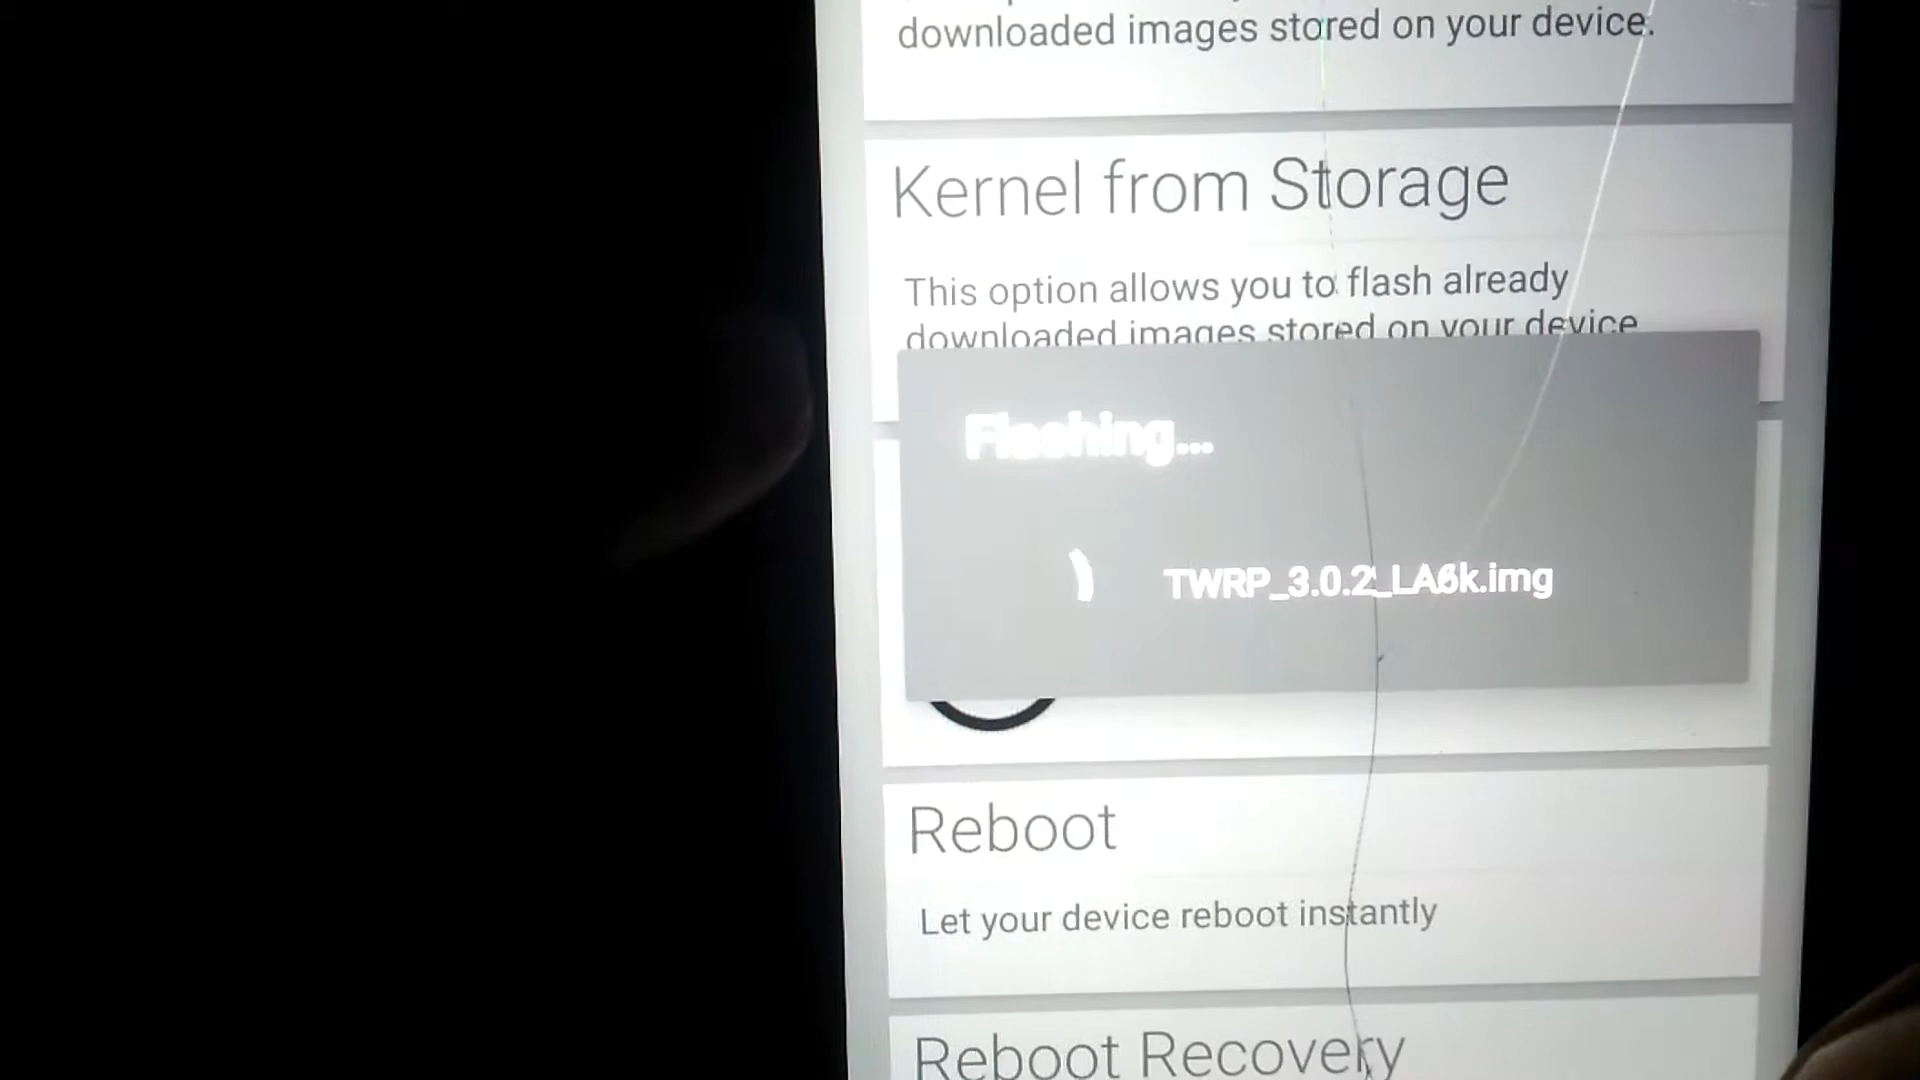 downloaded images stored on your device.
Kernel from Storage
This option allows you to flash already
downloaded images stored on your device
Flashing...
TWRP_3.0.2_LA6k.img
Reboot
Let your device reboot instantly
Reboot Recovery